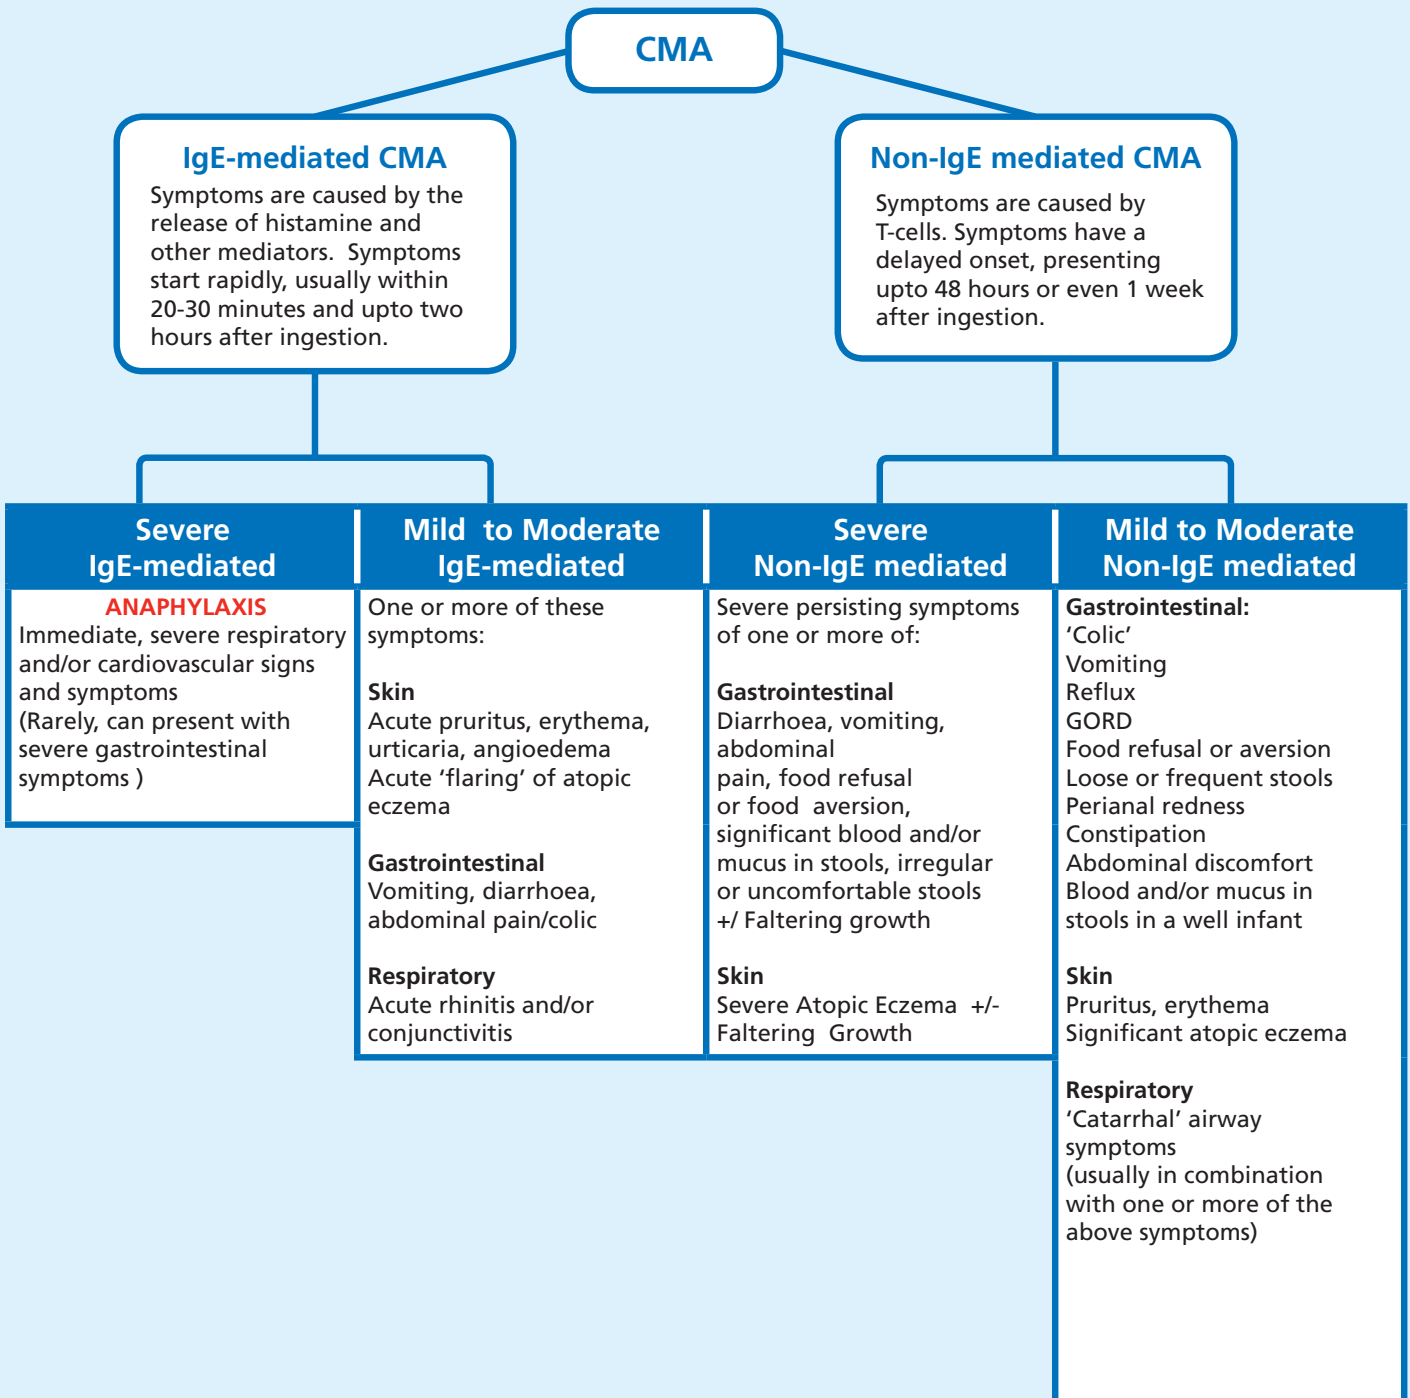 CMA
IgE-mediated CMA
Symptoms are caused by the
release of histamine and
other mediators.  Symptoms
start rapidly, usually within
20-30 minutes and upto two
hours after ingestion.
Non-IgE mediated CMA
Symptoms are caused by
T-cells. Symptoms have a
delayed onset, presenting
upto 48 hours or even 1 week
after ingestion.
Severe
IgE-mediated
ANAPHYLAXIS
Immediate, severe respiratory
and/or cardiovascular signs
and symptoms
(Rarely, can present with
severe gastrointestinal
symptoms )
Mild  to Moderate
IgE-mediated
One or more of these
symptoms:
Skin
Acute pruritus, erythema,
urticaria, angioedema
Acute ‘flaring’ of atopic
eczema
Gastrointestinal
Vomiting, diarrhoea,
abdominal pain/colic
Respiratory
Acute rhinitis and/or
conjunctivitis
Severe
Non-IgE mediated
Severe persisting symptoms
of one or more of:
Gastrointestinal
Diarrhoea, vomiting,
abdominal
pain, food refusal
or food  aversion,
significant blood and/or
mucus in stools, irregular
or uncomfortable stools
+/ Faltering growth
Skin
Severe Atopic Eczema  +/-
Faltering  Growth
Mild to Moderate
Non-IgE mediated
Gastrointestinal:
‘Colic’
Vomiting
Reflux
GORD
Food refusal or aversion
Loose or frequent stools
Perianal redness
Constipation
Abdominal discomfort
Blood and/or mucus in
stools in a well infant
Skin
Pruritus, erythema
Significant atopic eczema
Respiratory
‘Catarrhal’ airway
symptoms
(usually in combination
with one or more of the
above symptoms)